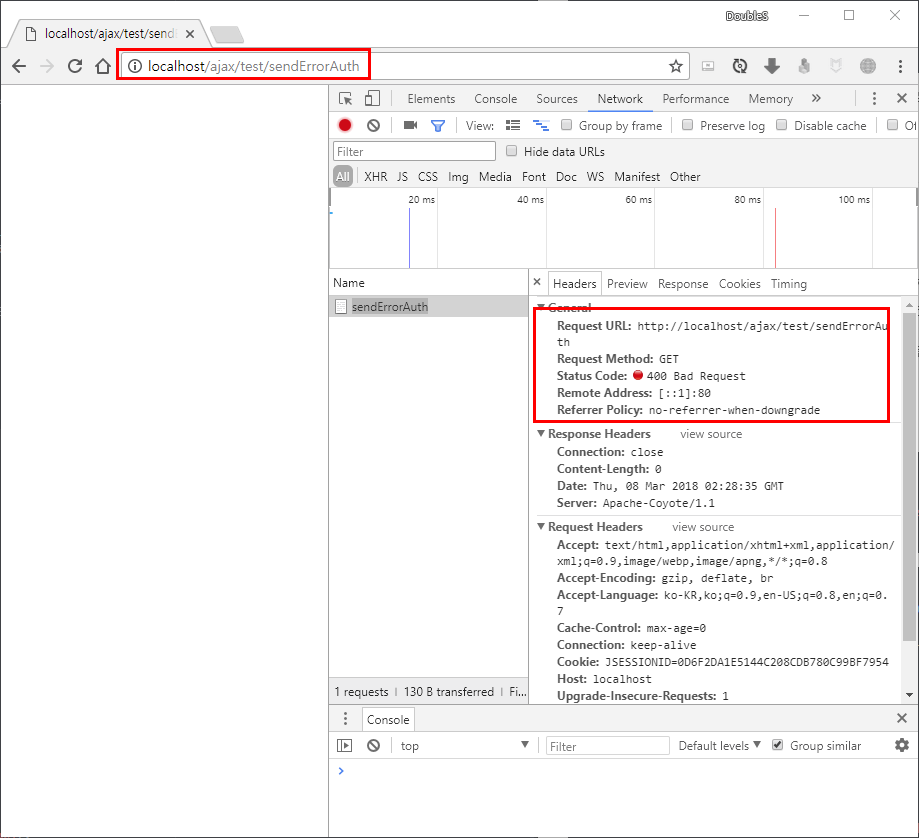 DoubleS
localhost/ajax/test/send
localhost/ajax/test/sendErrorAuth
Elements Console Sources Network Performance Memory »
View: Group by frame Preserve log Disable cache
Filter Hide data URLs
All XHR JS CSS Img Media Font Doc WS Manifest Other
20 ms 40 ms 60 ms 80 ms 100 ms
Name
sendErrorAuth
× Headers Preview Response Cookies Timing
General
Request URL: http://localhost/ajax/test/sendErrorAu
th
Request Method: GET
Status Code: 400 Bad Request
Remote Address: [::1]:80
Referrer Policy: no-referrer-when-downgrade
Response Headers view source
Connection: close
Content-Length: 0
Date: Thu, 08 Mar 2018 02:28:35 GMT
Server: Apache-Coyote/1.1
Request Headers view source
Accept: text/html,application/xhtml+xml,application/
xml;q=0.9,image/webp,image/apng,*/*;q=0.8
Accept-Encoding: gzip, deflate, br
Accept-Language: ko-KR,ko;q=0.9,en-US;q=0.8,en;q=0.
7
Cache-Control: max-age=0
Connection: keep-alive
Cookie: JSESSIONID=0D6F2DA1E5144C208CDB780C99BF7954
Host: localhost
Upgrade-Insecure-Requests: 1
1 requests | 130 B transferred | Fi...
Console
top Filter Default levels Group similar